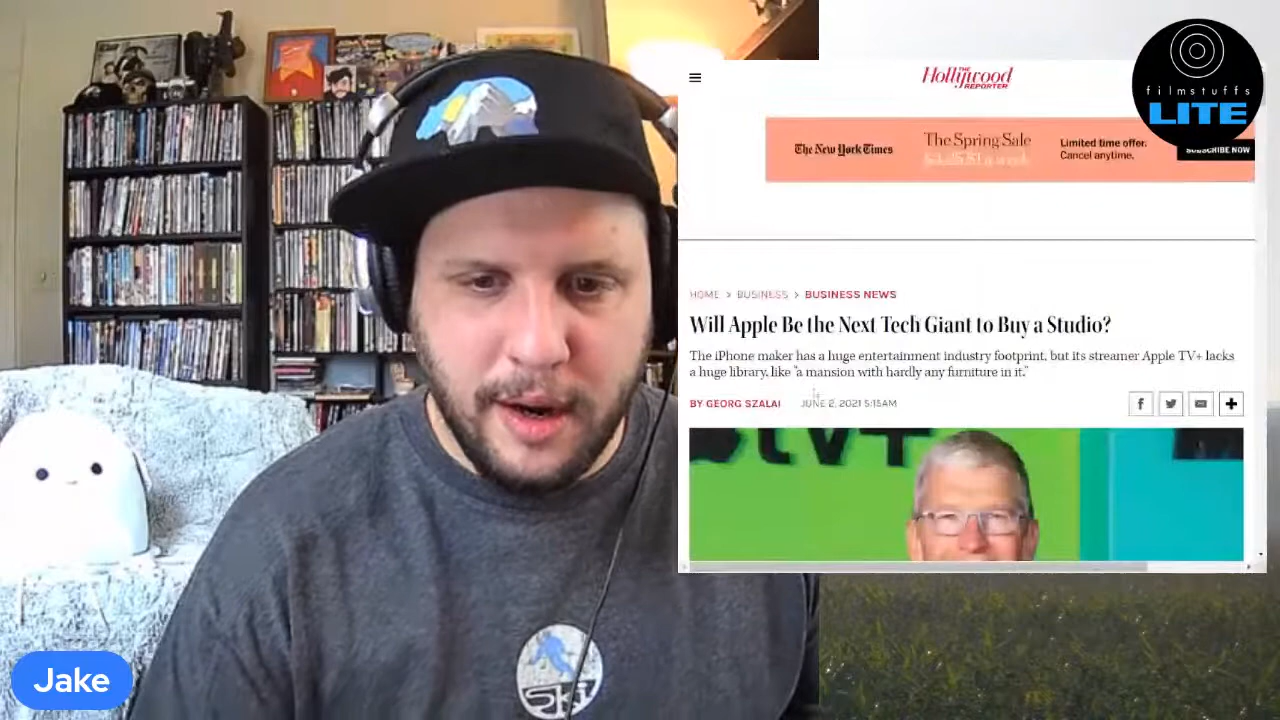 THE
Hollywood
REPORTER
filmstuffs
LITE
The New York Times
The Spring Sale
Limited time offer.
Cancel anytime.
SUBSCRIBE NOW
HOME > BUSINESS > BUSINESS NEWS
Will Apple Be the Next Tech Giant to Buy a Studio?
The iPhone maker has a huge entertainment industry footprint, but its streamer Apple TV+ lacks
a huge library, like "a mansion with hardly any furniture in it."
BY GEORG SZALAI JUNE 2, 2021 5:15AM
tv+
ski
Jake